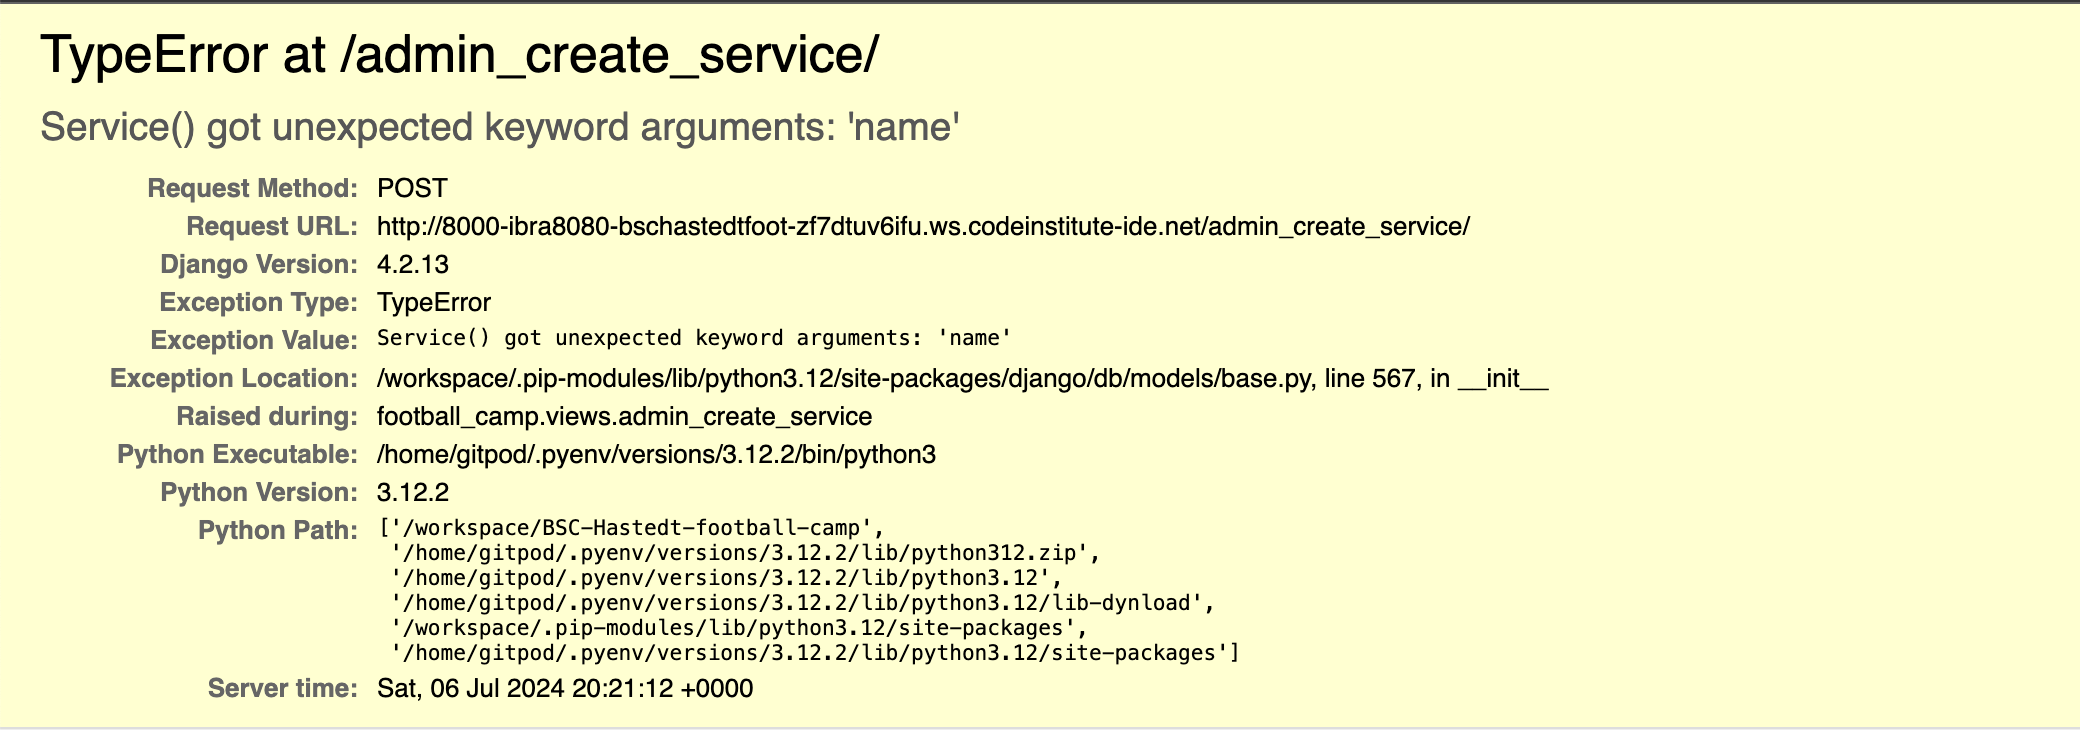 TypeError at /admin_create_service/
Service() got unexpected keyword arguments: 'name'
Request Method: POST
Request URL: http://8000-ibra8080-bschastedtfoot-zf7dtuv6ifu.ws.codeinstitute-ide.net/admin_create_service/
Django Version: 4.2.13
Exception Type: TypeError
Exception Value: Service() got unexpected keyword arguments: 'name'
Exception Location: /workspace/.pip-modules/lib/python3.12/site-packages/django/db/models/base.py, line 567, in __init__
Raised during: football_camp.views.admin_create_service
Python Executable: /home/gitpod/.pyenv/versions/3.12.2/bin/python3
Python Version: 3.12.2
Python Path: ['/workspace/BSC-Hastedt-football-camp',
'/home/gitpod/.pyenv/versions/3.12.2/lib/python312.zip',
'/home/gitpod/.pyenv/versions/3.12.2/lib/python3.12',
'/home/gitpod/.pyenv/versions/3.12.2/lib/python3.12/lib-dynload',
'/workspace/.pip-modules/lib/python3.12/site-packages',
'/home/gitpod/.pyenv/versions/3.12.2/lib/python3.12/site-packages']
Server time: Sat, 06 Jul 2024 20:21:12 +0000